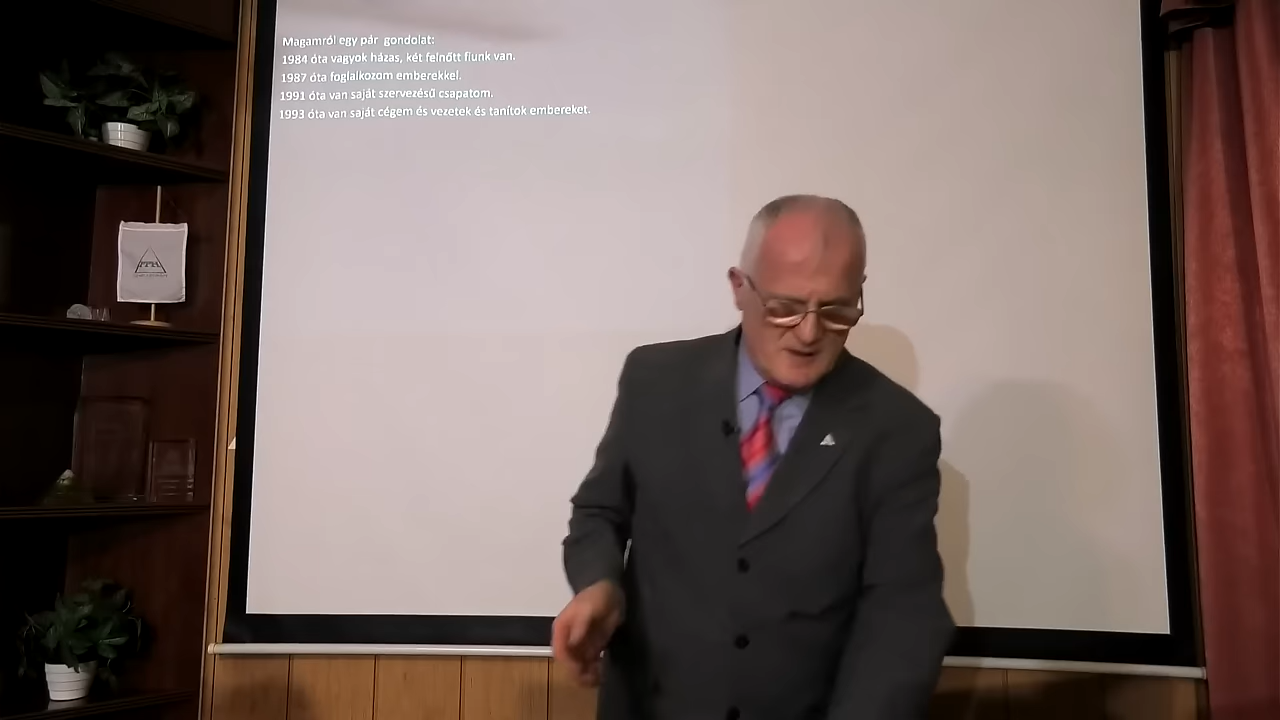 Magamról egy pár gondolat:
1984 óta vagyok házas, két felnőtt fiunk van.
1987 óta foglalkozom emberekkel.
1991 óta van saját szervezésű csapatom.
1993 óta van saját cégem és vezetek és tanítok embereket.